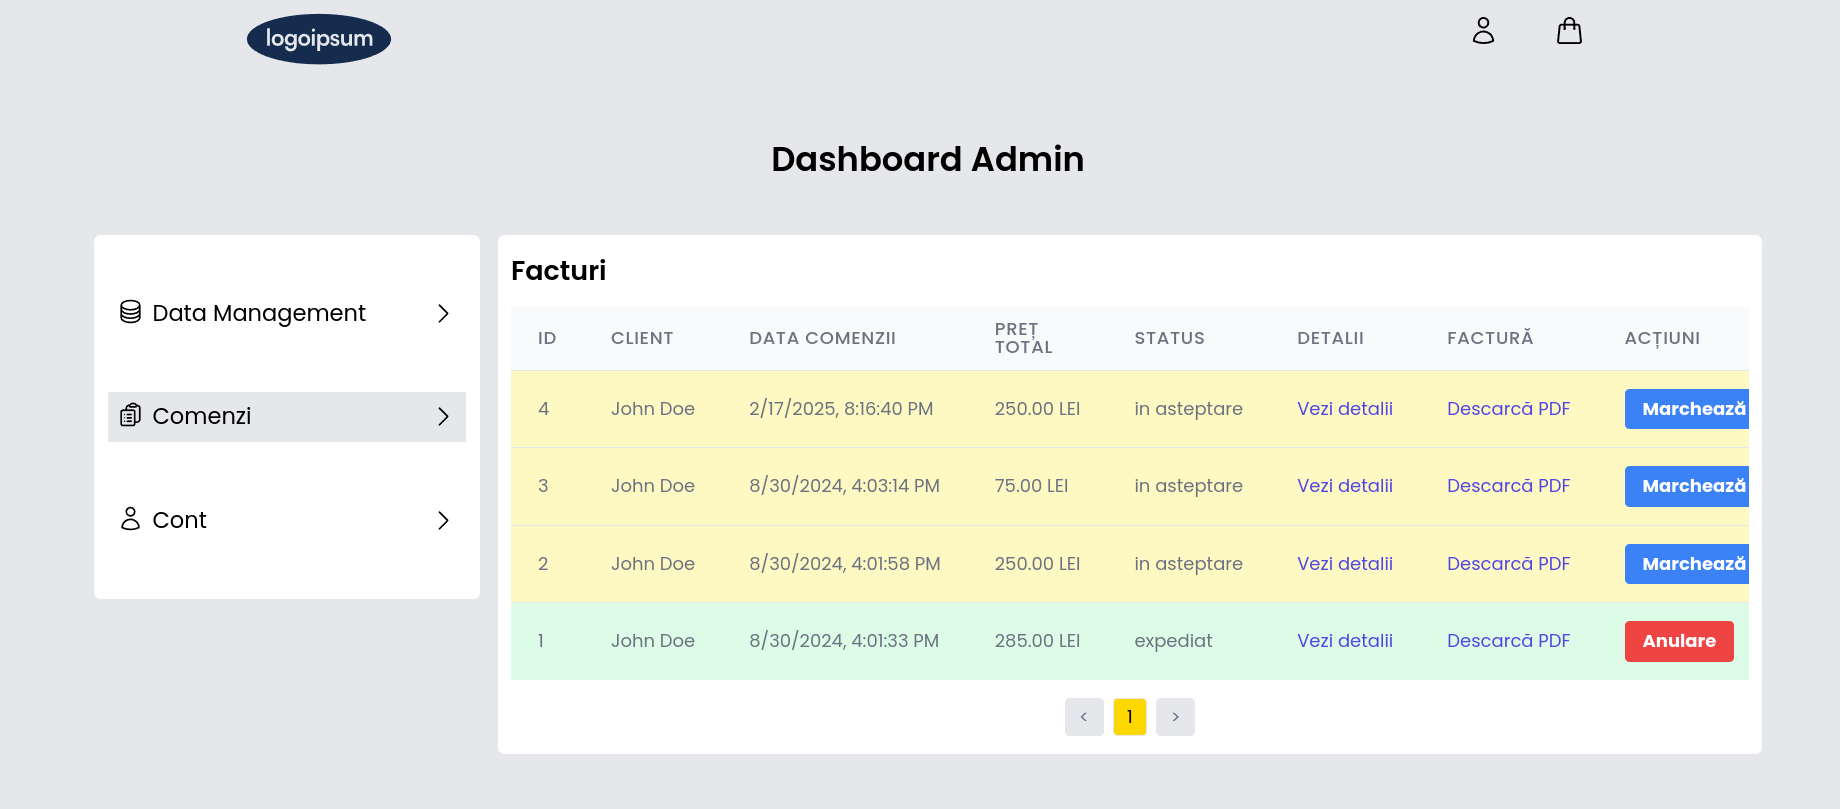 logoipsum
Dashboard Admin
Data Management
Comenzi
Cont
Facturi
ID CLIENT DATA COMENZII PREȚ TOTAL STATUS DETALII FACTURĂ ACȚIUNI
4 John Doe 2/17/2025, 8:16:40 PM 250.00 LEI in asteptare Vezi detalii Descarcă PDF Marchează
3 John Doe 8/30/2024, 4:03:14 PM 75.00 LEI in asteptare Vezi detalii Descarcă PDF Marchează
2 John Doe 8/30/2024, 4:01:58 PM 250.00 LEI in asteptare Vezi detalii Descarcă PDF Marchează
1 John Doe 8/30/2024, 4:01:33 PM 285.00 LEI expediat Vezi detalii Descarcă PDF Anulare
< 1 >